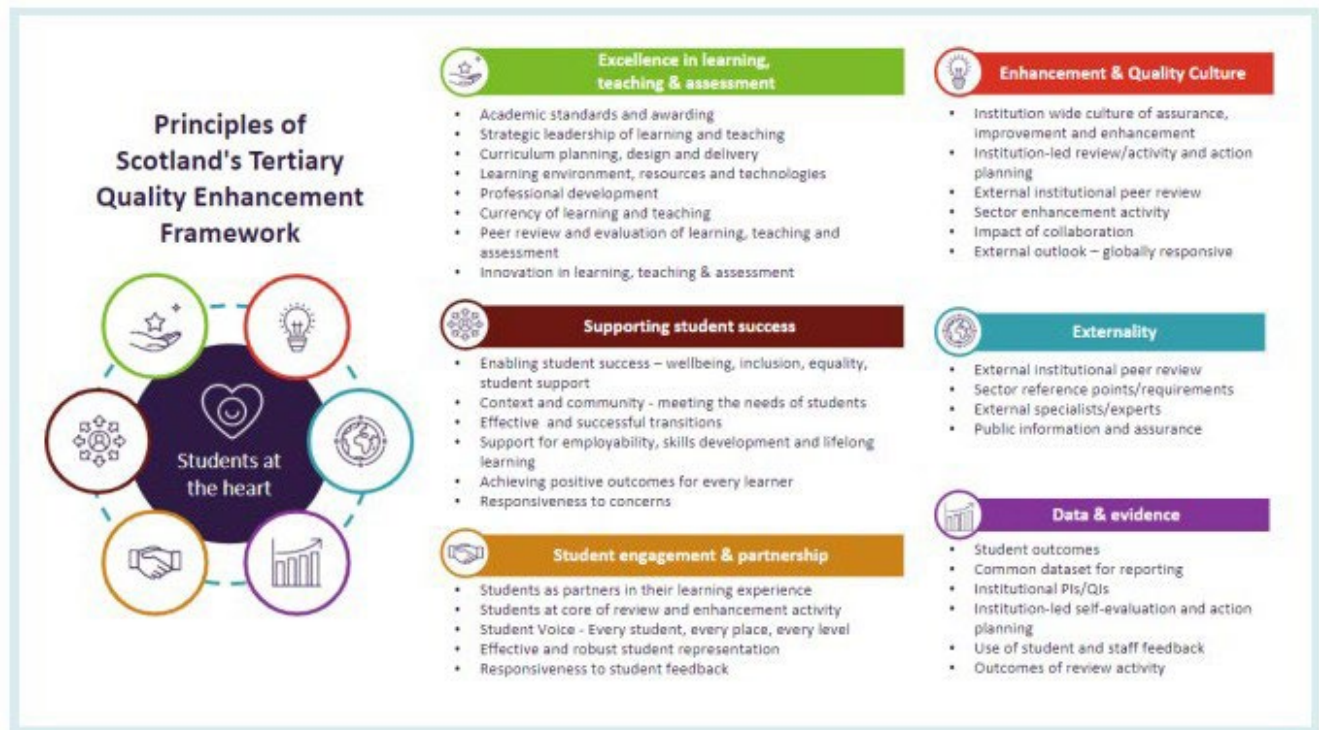 Principles of
Scotland's Tertiary
Quality Enhancement
Framework
Students at
the heart
Excellence in learning,
teaching & assessment
• Academic standards and awarding
• Strategic leadership of learning and teaching
• Curriculum planning, design and delivery
• Learning environment, resources and technologies
• Professional development
• Currency of learning and teaching
• Peer review and evaluation of learning, teaching and
assessment
• Innovation in learning, teaching & assessment
Supporting student success
• Enabling student success – wellbeing, inclusion, equality,
student support
• Context and community - meeting the needs of students
• Effective and successful transitions
• Support for employability, skills development and lifelong
learning
• Achieving positive outcomes for every learner
• Responsiveness to concerns
Student engagement & partnership
• Students as partners in their learning experience
• Students at core of review and enhancement activity
• Student Voice - Every student, every place, every level
• Effective and robust student representation
• Responsiveness to student feedback
Enhancement & Quality Culture
• Institution wide culture of assurance,
improvement and enhancement
• Institution-led review/activity and action
planning
• External institutional peer review
• Sector enhancement activity
• Impact of collaboration
• External outlook – globally responsive
Externality
• External institutional peer review
• Sector reference points/requirements
• External specialists/experts
• Public information and assurance
Data & evidence
• Student outcomes
• Common dataset for reporting
• Institutional PIs/QIs
• Institution-led self-evaluation and action
planning
• Use of student and staff feedback
• Outcomes of review activity